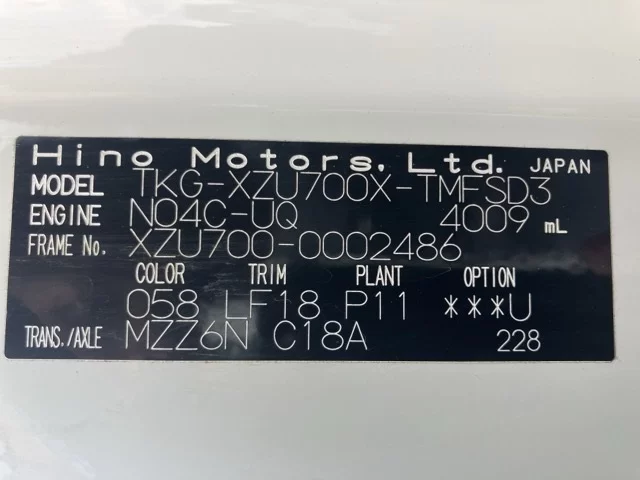 Hino Motors, Ltd. JAPAN
MODEL TKG-XZU700X-TMFSD3
ENGINE N04C-UQ 4009 mL
FRAME No. XZU700-0002486
COLOR TRIM PLANT OPTION
058 LF18 P11 ***U
TRANS./AXLE MZZ6N C18A 228